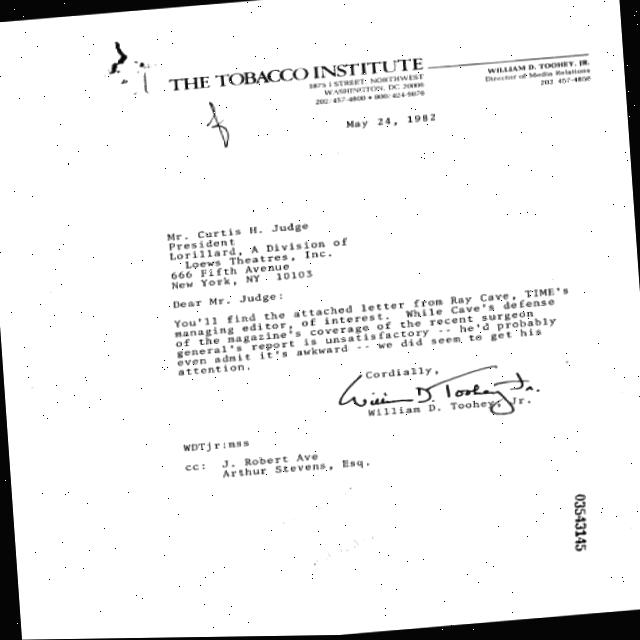 THE TOBACCO INSTITUTE
1875 I STREET, NORTHWEST
WASHINGTON, DC 20006
202/457-4800 • 800/424-9876
WILLIAM D. TOOHEY, JR.
Director of Media Relations
202 457-4856
May 24, 1982
Mr. Curtis H. Judge
President
Lorillard, A Division of
Loews Theatres, Inc.
666 Fifth Avenue
New York, NY 10103
Dear Mr. Judge:
You'll find the attached letter from Ray Cave, TIME's
managing editor, of interest. While Cave's defense
of the magazine's coverage of the recent surgeon
general's report is unsatisfactory -- he'd probably
even admit it's awkward -- we did seem to get his
attention.
Cordially,
William D. Toohey Jr.
William D. Toohey, Jr.
WDTjr:mss
cc: J. Robert Ave
Arthur Stevens, Esq.
03543145